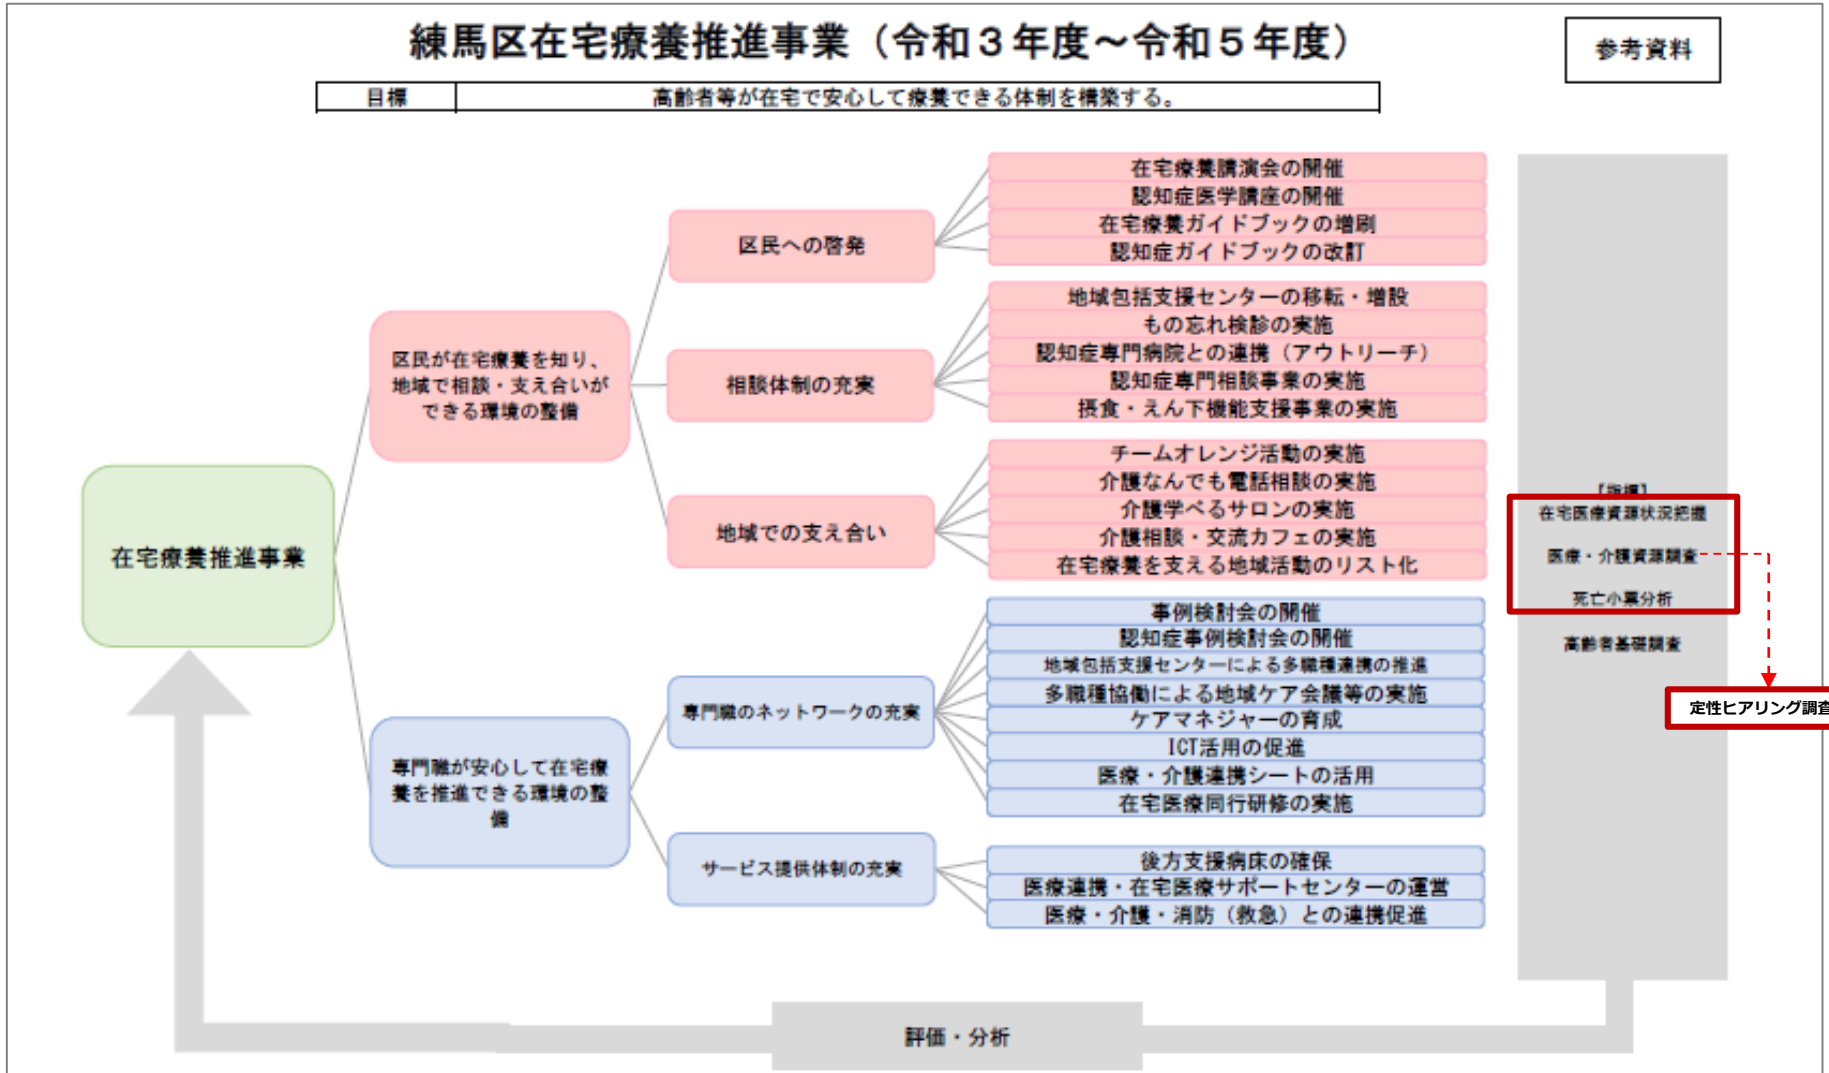 練馬区在宅療養推進事業（令和３年度～令和５年度）
参考資料
目標
高齢者等が在宅で安心して療養できる体制を構築する。
在宅療養推進事業
区民が在宅療養を知り、
地域で相談・支え合いが
できる環境の整備
区民への啓発
在宅療養講演会の開催
認知症医学講座の開催
在宅療養ガイドブックの増刷
認知症ガイドブックの改訂
相談体制の充実
地域包括支援センターの移転・増設
もの忘れ検診の実施
認知症専門病院との連携（アウトリーチ）
認知症専門相談事業の実施
摂食・えん下機能支援事業の実施
地域での支え合い
チームオレンジ活動の実施
介護なんでも電話相談の実施
介護学べるサロンの実施
介護相談・交流カフェの実施
在宅療養を支える地域活動のリスト化
専門職が安心して在宅療
養を推進できる環境の整
備
専門職のネットワークの充実
事例検討会の開催
認知症事例検討会の開催
地域包括支援センターによる多職種連携の推進
多職種協働による地域ケア会議等の実施
ケアマネジャーの育成
ICT活用の促進
医療・介護連携シートの活用
在宅医療同行研修の実施
サービス提供体制の充実
後方支援病床の確保
医療連携・在宅医療サポートセンターの運営
医療・介護・消防（救急）との連携促進
【指標】
在宅医療資源状況把握
医療・介護資源調査
死亡小票分析
高齢者基礎調査
定性ヒアリング調査
評価・分析